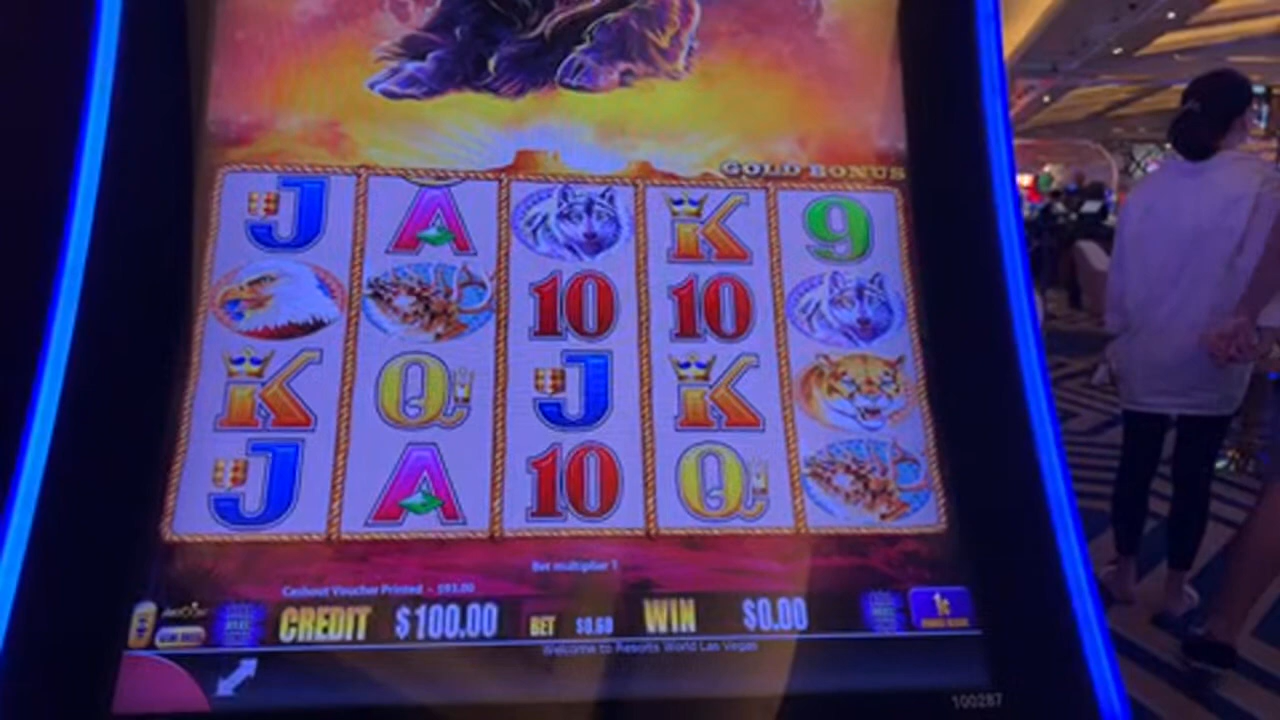 GOLD BONUS
J A K 9
10 10
K Q J K
J A 10 Q
Bet multiplier 1
Cashout Voucher Printed - $93.00
CREDIT $100.00 BET $0.60 WIN $0.00 1¢
Welcome to Resorts World Las Vegas
100287